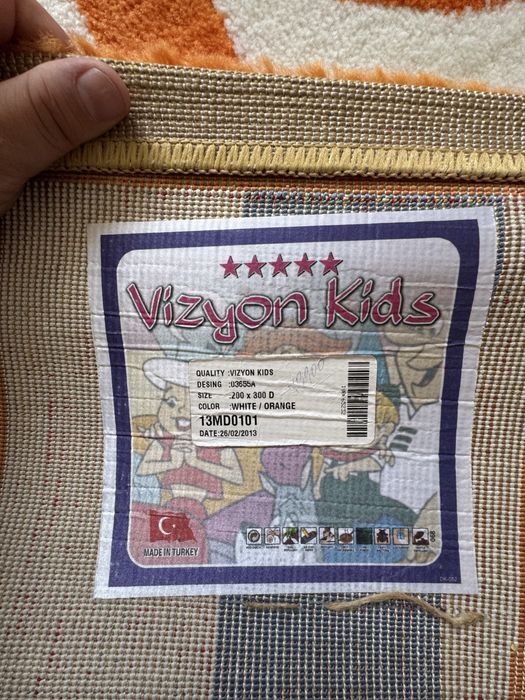 Vizyon Kids
QUALITY :VIZYON KIDS
DESING :03655A
SIZE :200 x 300 D
COLOR :WHITE / ORANGE
13MD0101
DATE:26/02/2013
MADE IN TURKEY